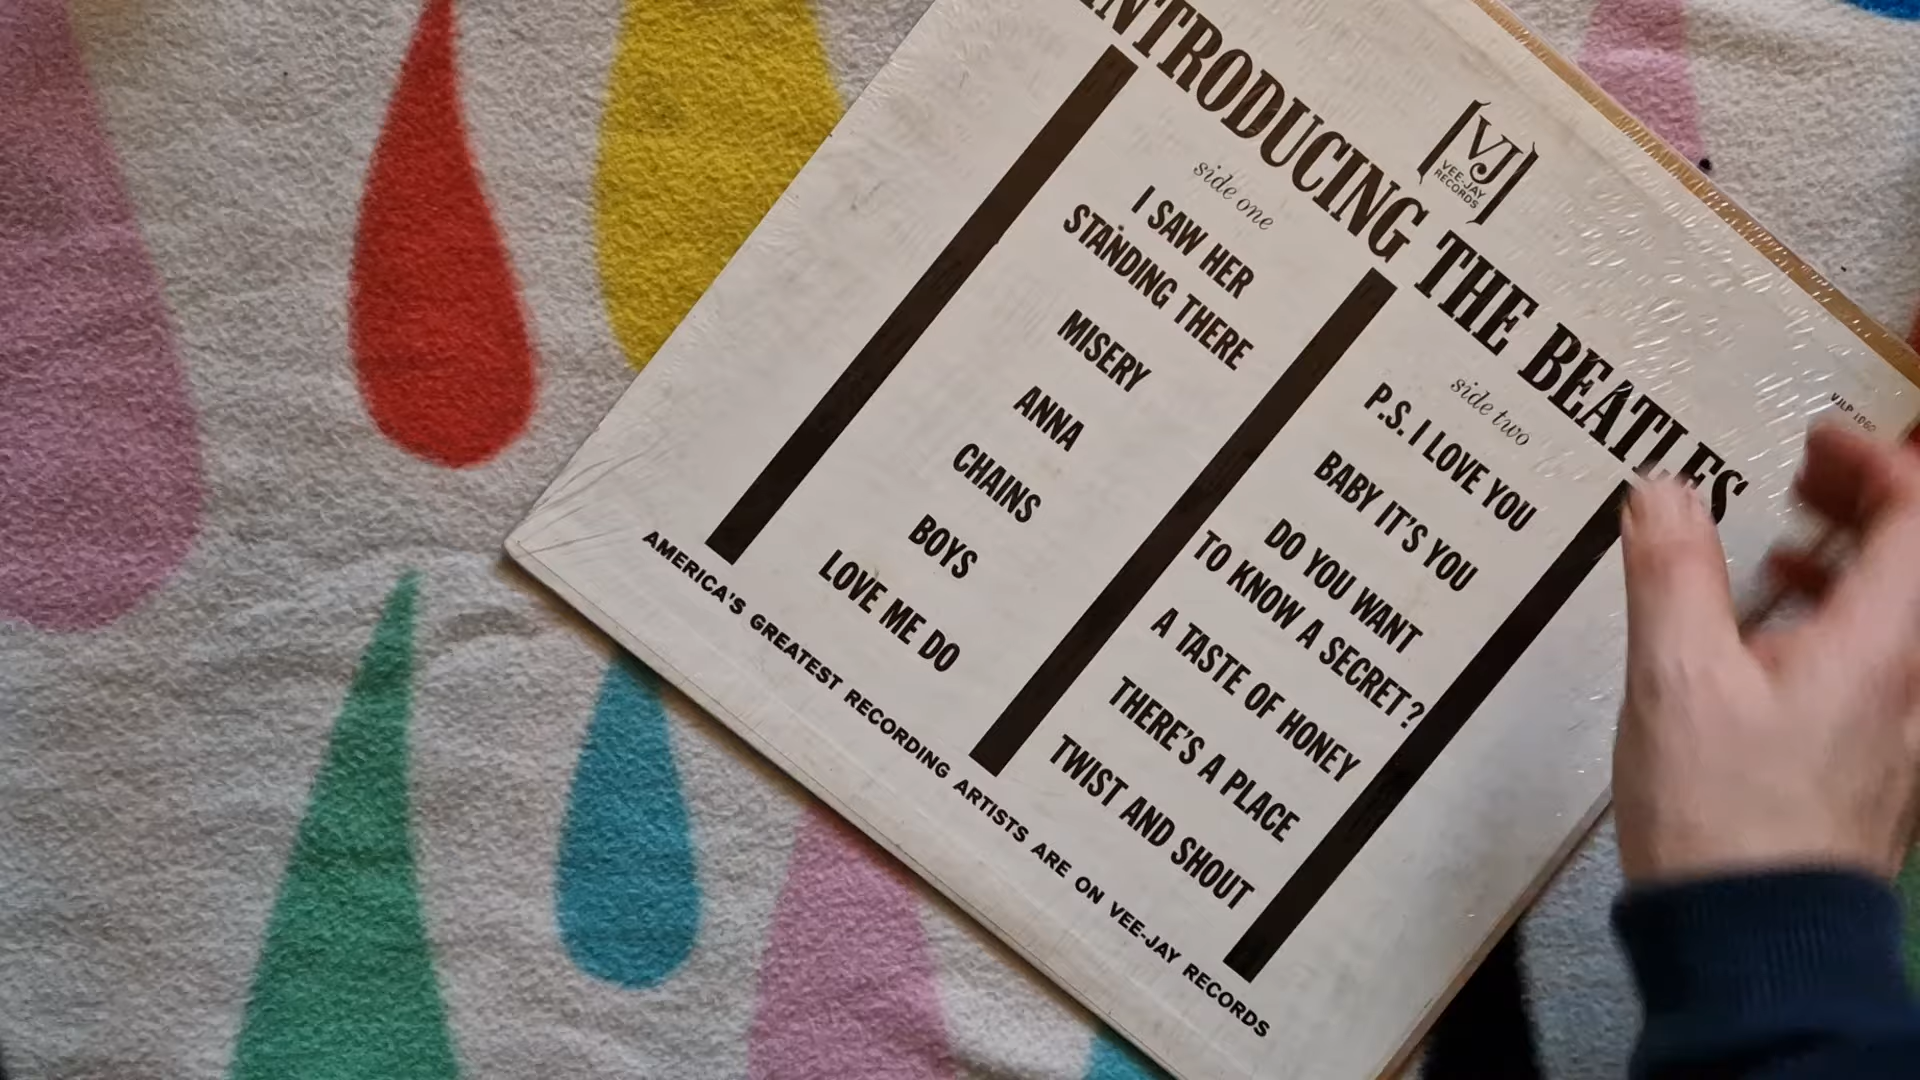 INTRODUCING THE BEATLES
VJ
VEE-JAY
RECORDS
VJLP 1062
side one
I SAW HER
STANDING THERE
MISERY
ANNA
CHAINS
BOYS
LOVE ME DO
side two
P.S. I LOVE YOU
BABY IT'S YOU
DO YOU WANT
TO KNOW A SECRET?
A TASTE OF HONEY
THERE'S A PLACE
TWIST AND SHOUT
AMERICA'S GREATEST RECORDING ARTISTS ARE ON VEE-JAY RECORDS